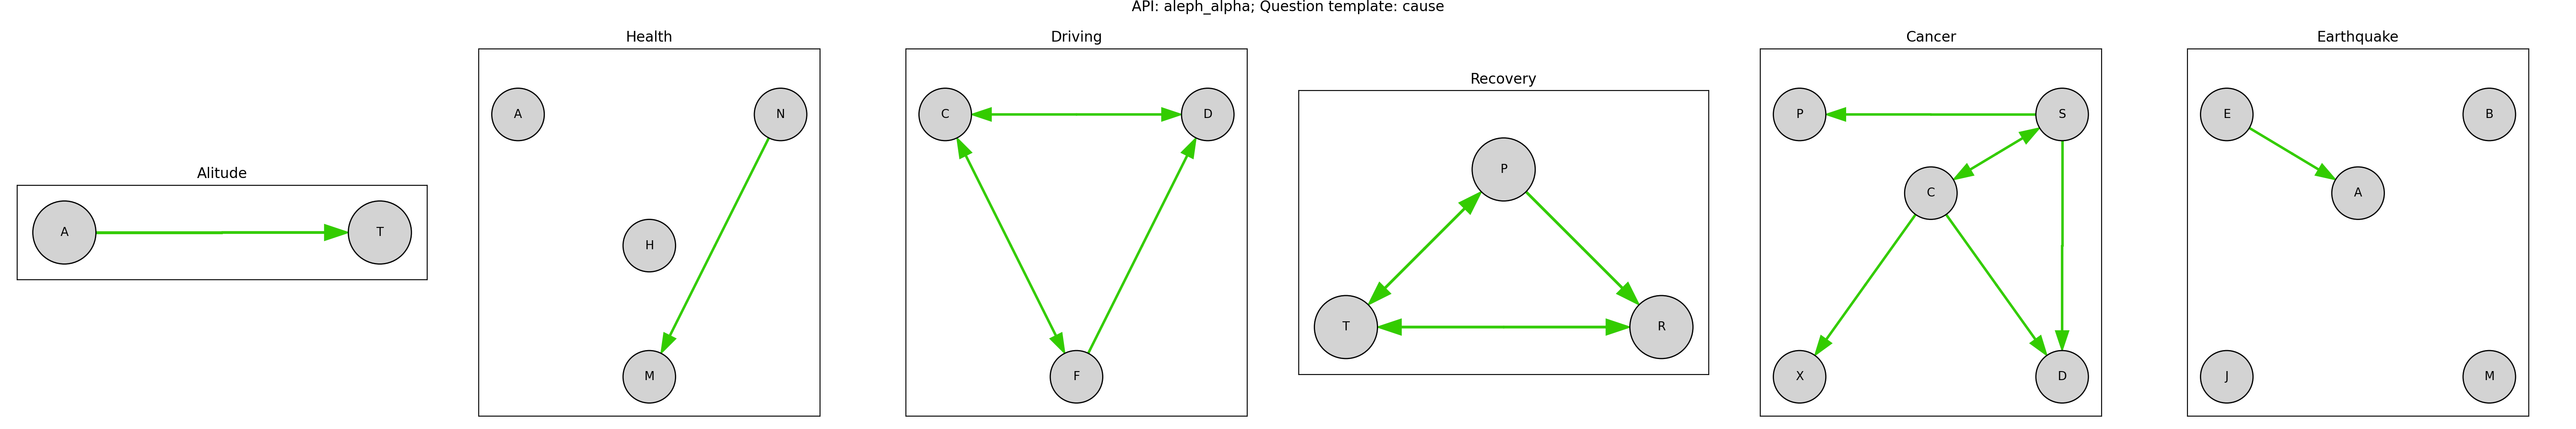 API: aleph_alpha; Question template: cause
Alitude
A
T
Health
A
N
H
M
Driving
C
D
F
Recovery
P
T
R
Cancer
P
S
C
X
D
Earthquake
E
B
A
J
M